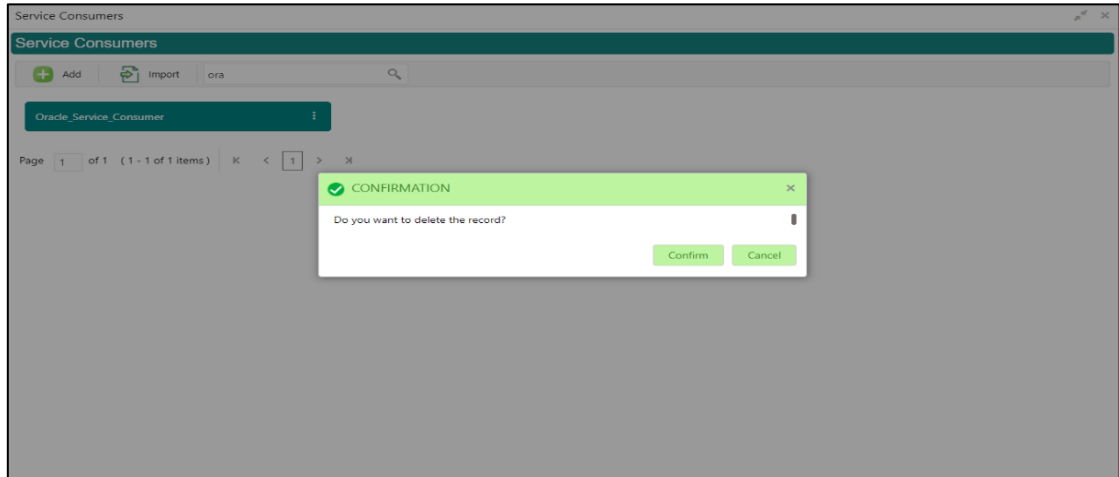 Service Consumers
Service Consumers
Add Import ora
Oracle_Service_Consumer
Page 1 of 1 (1 - 1 of 1 items) K < 1 > Ж
CONFIRMATION
Do you want to delete the record?
Confirm Cancel